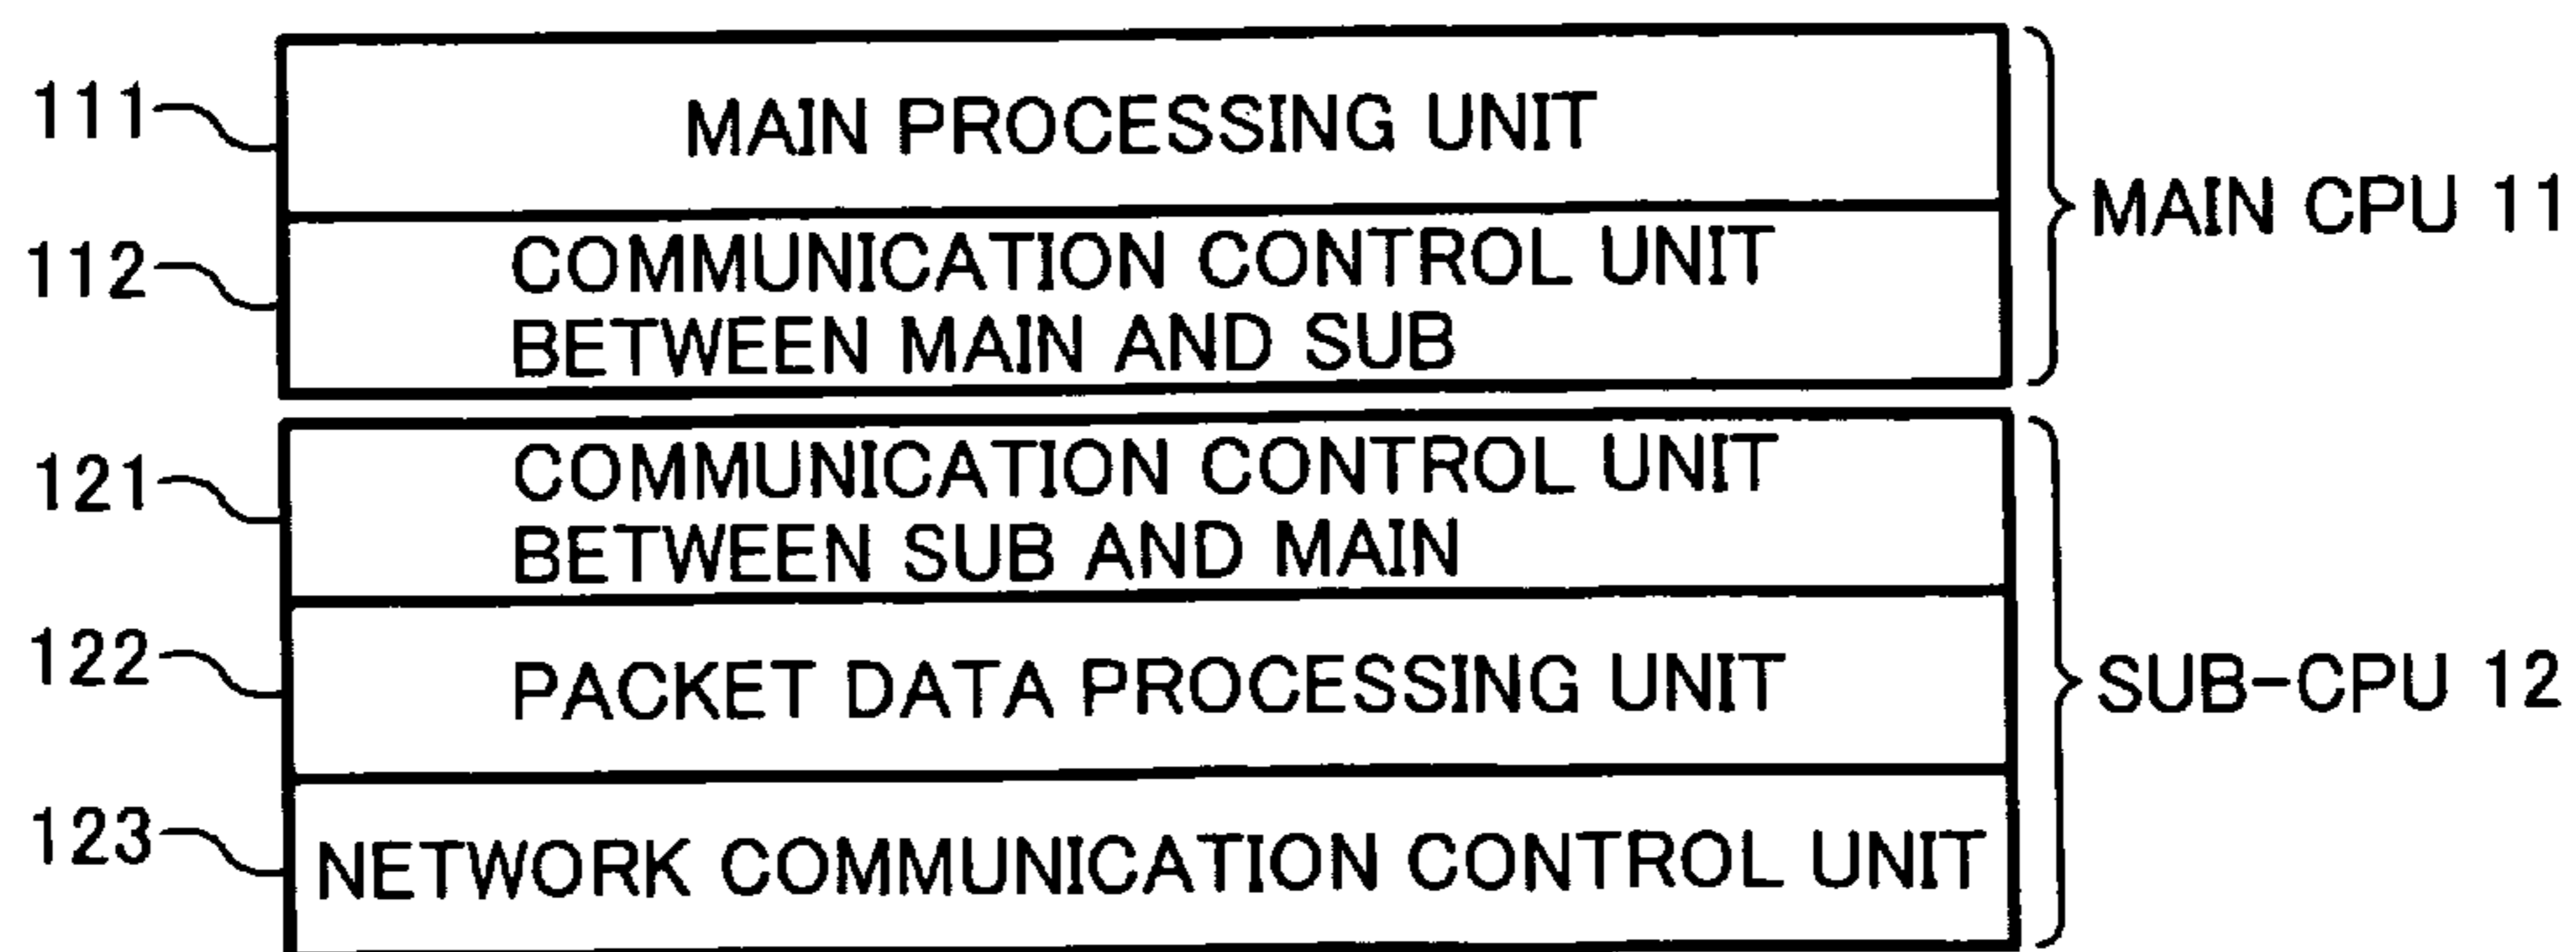 111
MAIN PROCESSING UNIT
112
COMMUNICATION CONTROL UNIT
BETWEEN MAIN AND SUB
MAIN CPU 11
121
COMMUNICATION CONTROL UNIT
BETWEEN SUB AND MAIN
122
PACKET DATA PROCESSING UNIT
SUB-CPU 12
123
NETWORK COMMUNICATION CONTROL UNIT